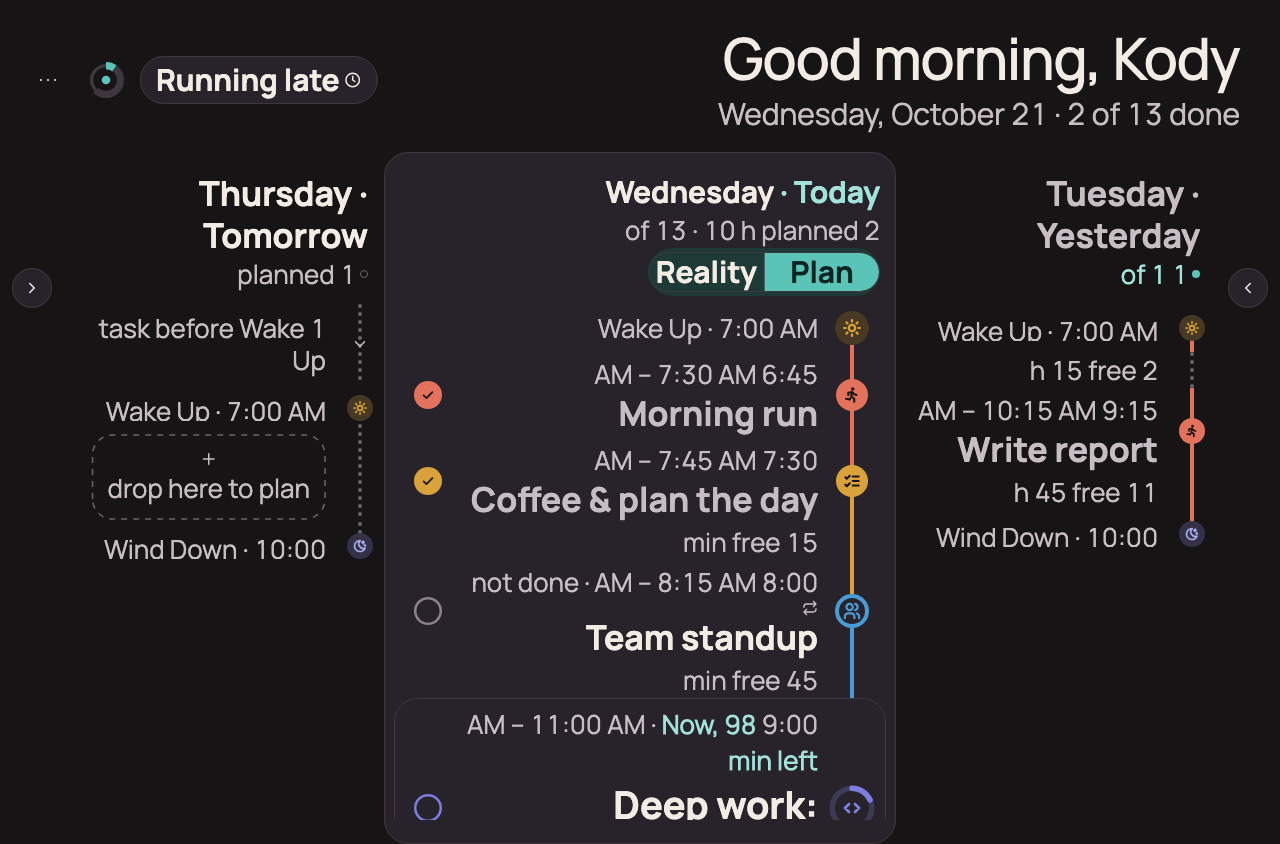 Good morning, Kody
Wednesday, October 21 · 2 of 13 done
Running late
Tuesday ·
Yesterday
of 1 1
Wake Up · 7:00 AM
h 15 free 2
AM – 10:15 AM 9:15
Write report
h 45 free 11
Wind Down · 10:00
Wednesday · Today
of 13 · 10 h planned 2
Reality Plan
Wake Up · 7:00 AM
AM – 7:30 AM 6:45
Morning run
AM – 7:45 AM 7:30
Coffee & plan the day
min free 15
not done · AM – 8:15 AM 8:00
Team standup
min free 45
AM – 11:00 AM · Now, 98 9:00
min left
Deep work:
Thursday ·
Tomorrow
planned 1
task before Wake 1
Up
Wake Up · 7:00 AM
+
drop here to plan
Wind Down · 10:00